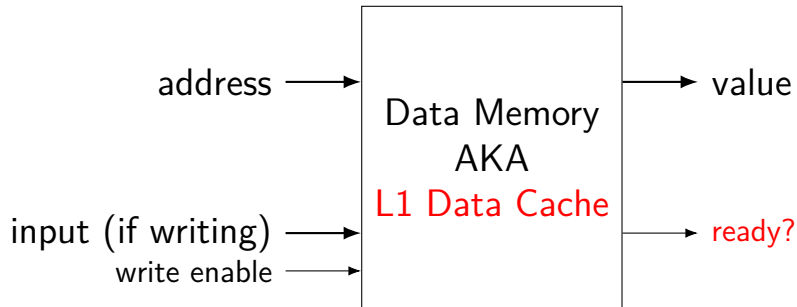 address
input (if writing)
write enable
Data Memory
AKA
L1 Data Cache
value
ready?